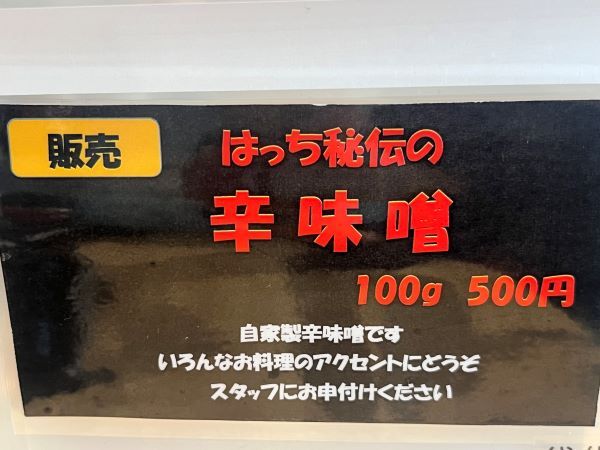 販売
はっち秘伝の
辛味噌
100g 500円
自家製辛味噌です
いろんなお料理のアクセントにどうぞ
スタッフにお申付けください